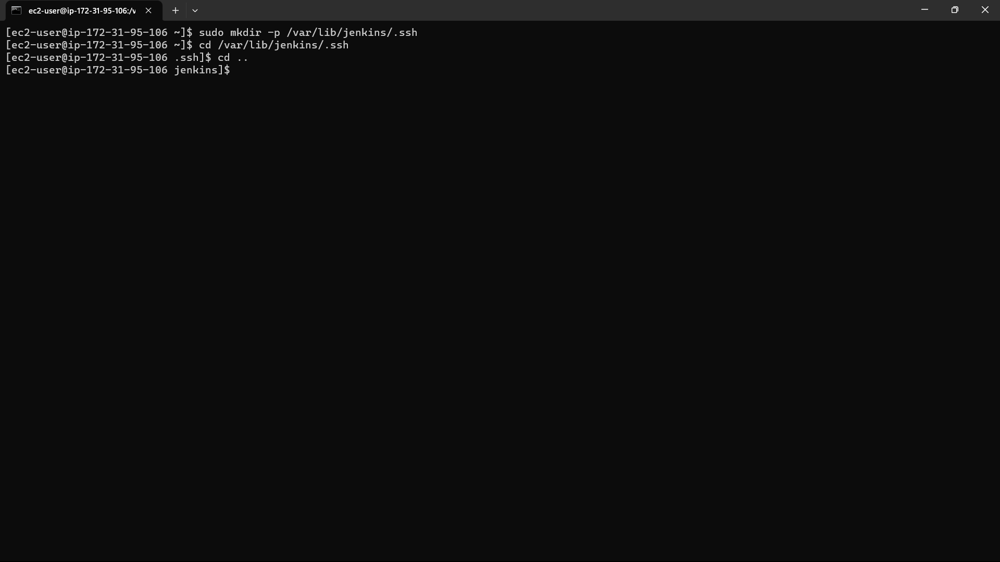 ec2-user@ip-172-31-95-106:/v
[ec2-user@ip-172-31-95-106 ~]$ sudo mkdir -p /var/lib/jenkins/.ssh
[ec2-user@ip-172-31-95-106 ~]$ cd /var/lib/jenkins/.ssh
[ec2-user@ip-172-31-95-106 .ssh]$ cd ..
[ec2-user@ip-172-31-95-106 jenkins]$